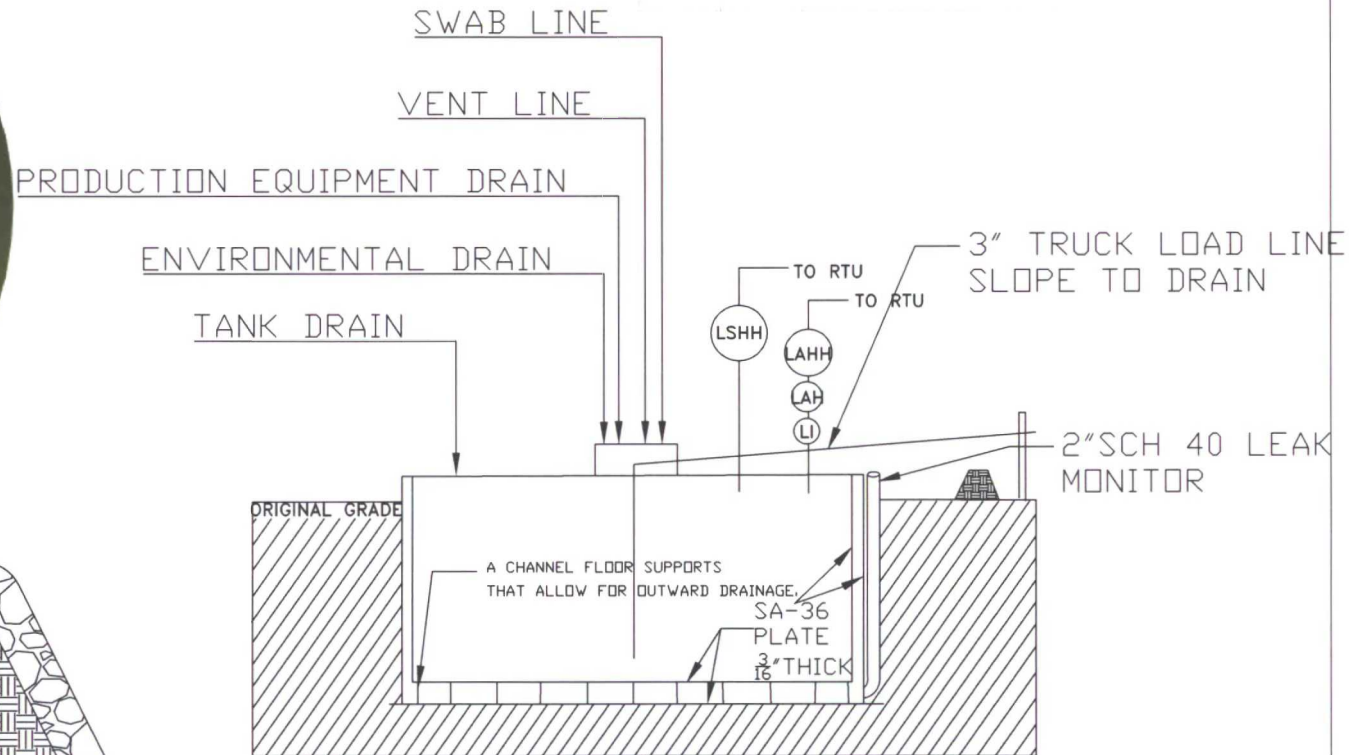 SWAB LINE
VENT LINE
PRODUCTION EQUIPMENT DRAIN
ENVIRONMENTAL DRAIN
TANK DRAIN
TO RTU
TO RTU
3" TRUCK LOAD LINE
SLOPE TO DRAIN
LSHH
LAHH
LAH
LI
2"SCH 40 LEAK
MONITOR
ORIGINAL GRADE
A CHANNEL FLOOR SUPPORTS
THAT ALLOW FOR OUTWARD DRAINAGE.
SA-36
PLATE
3/16"THICK